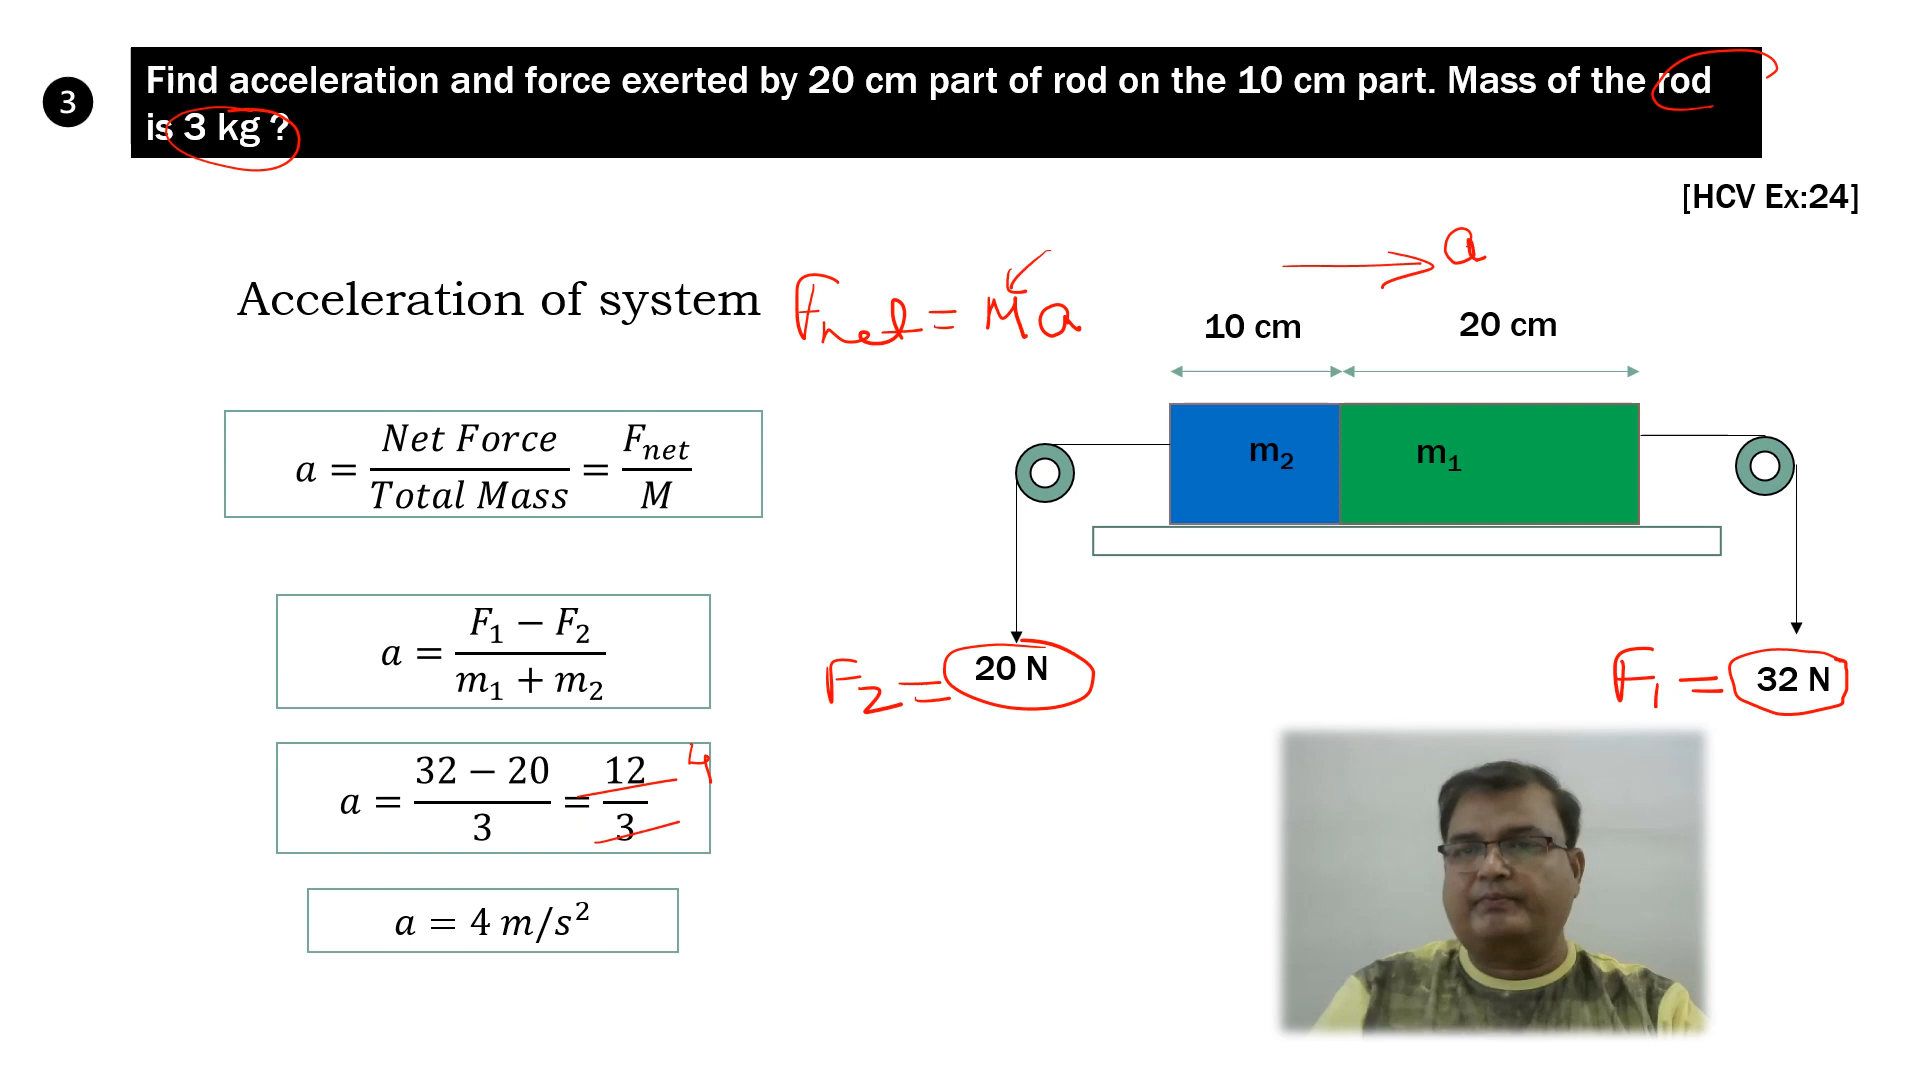 3
Find acceleration and force exerted by 20 cm part of rod on the 10 cm part. Mass of the rod
is 3 kg ?
[HCV Ex:24]
a
Acceleration of system F_net = Ma
10 cm 20 cm
a = Net Force / Total Mass = F_net / M
m₂ m₁
a = (F₁ − F₂) / (m₁ + m₂)
F₂ = 20 N
F₁ = 32 N
a = (32 − 20) / 3 = 12 / 3 4
a = 4 m/s²